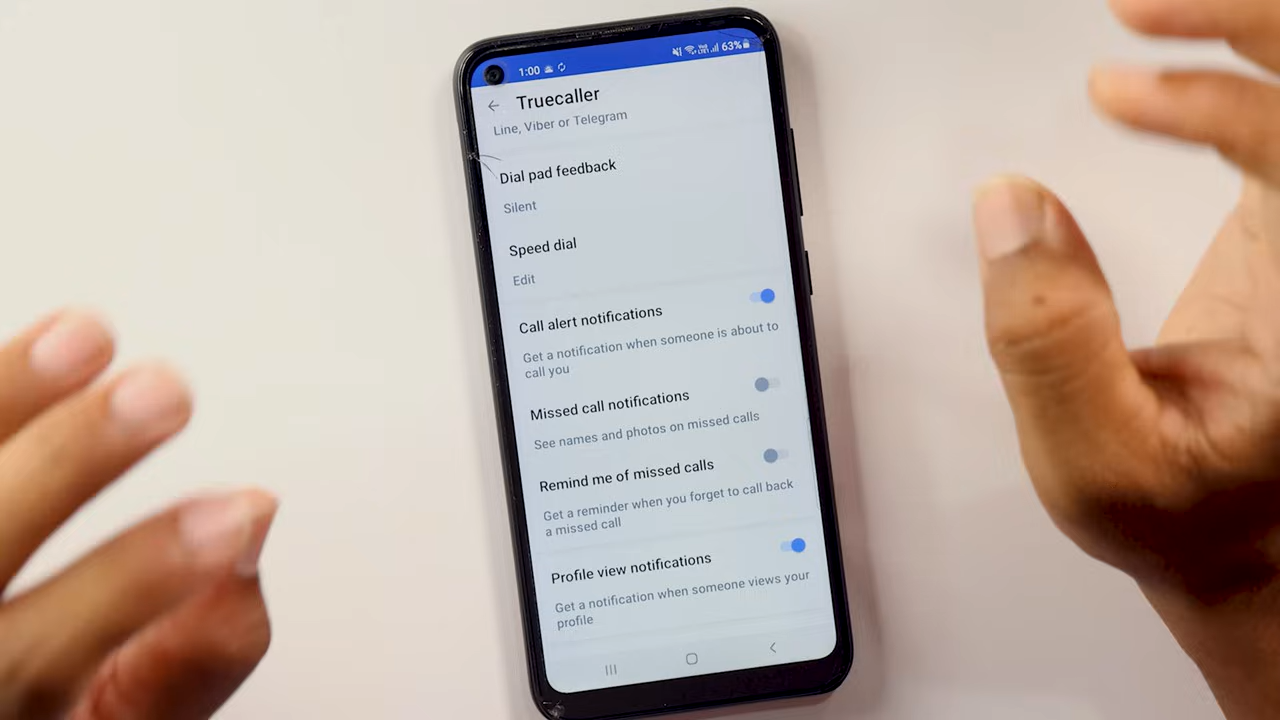 1:00
63%
Truecaller
Line, Viber or Telegram
Dial pad feedback
Silent
Speed dial
Edit
Call alert notifications
Get a notification when someone is about to
call you
Missed call notifications
See names and photos on missed calls
Remind me of missed calls
Get a reminder when you forget to call back
a missed call
Profile view notifications
Get a notification when someone views your
profile